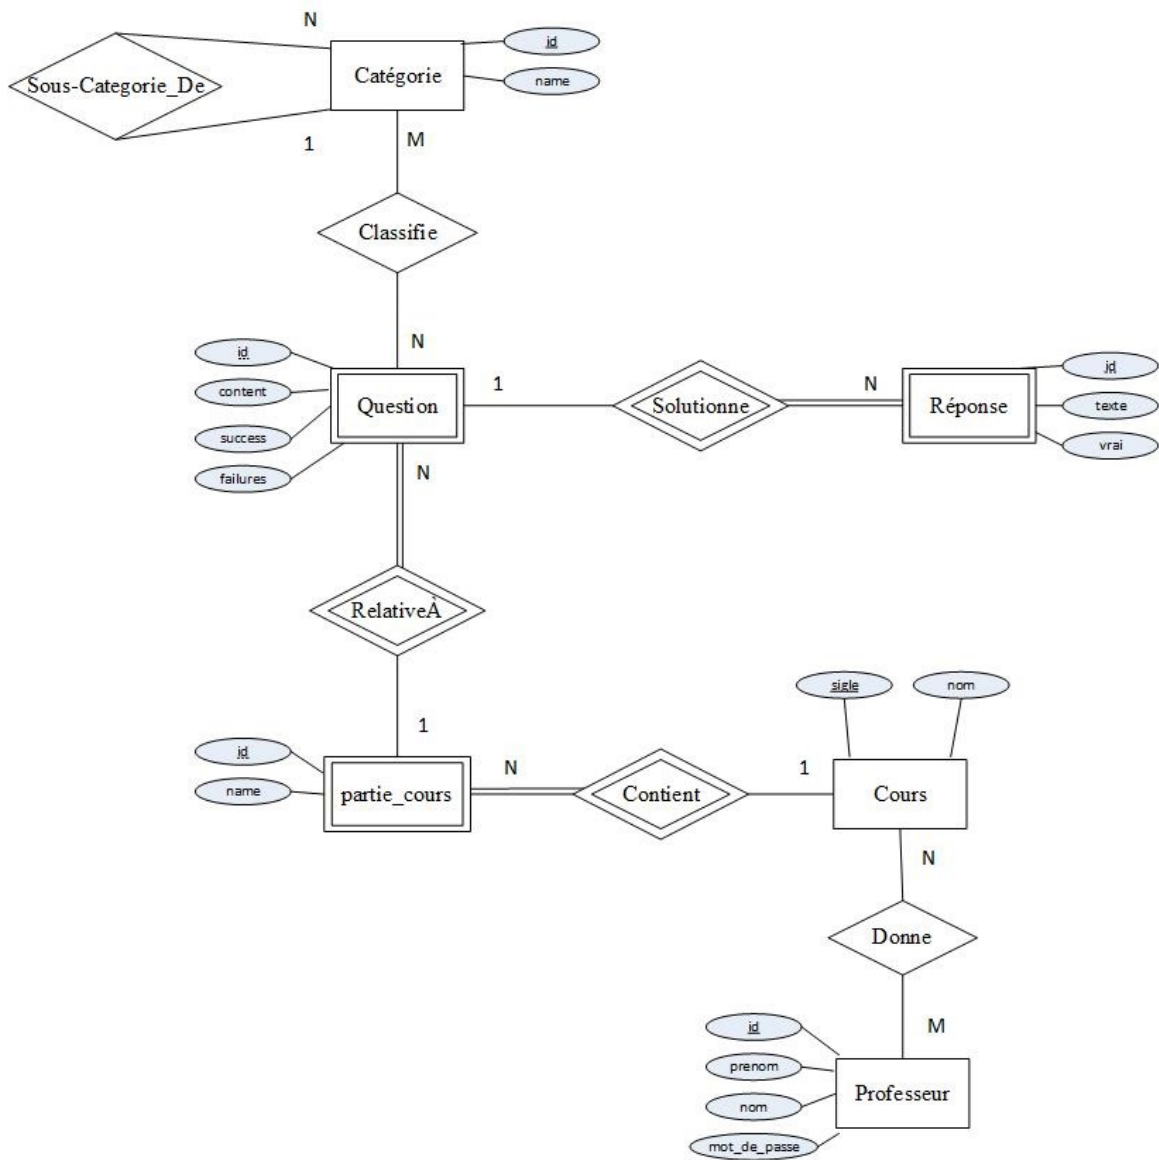 N
Catégorie
id
name
Sous-Categorie_De
1
M
Classifie
N
id
content
success
failures
Question
1
Solutionne
N
Réponse
id
texte
vrai
N
RelativeÀ
1
id
name
partie_cours
N
Contient
1
sigle
nom
Cours
N
Donne
M
id
prenom
nom
mot_de_passe
Professeur